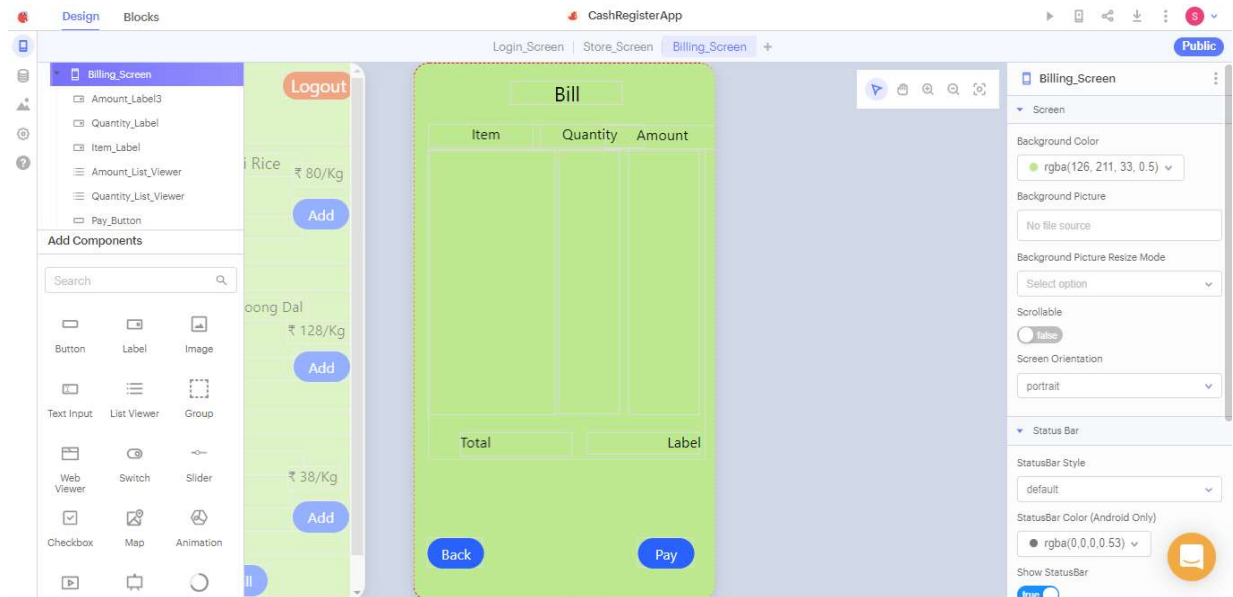 Design Blocks CashRegisterApp S
Login_Screen Store_Screen Billing_Screen + Public
Billing_Screen
Amount_Label3
Quantity_Label
Item_Label
Amount_List_Viewer
Quantity_List_Viewer
Pay_Button
Add Components
Search
Button Label Image
Text Input List Viewer Group
Web Viewer Switch Slider
Checkbox Map Animation
Logout
i Rice ₹ 80/Kg
Add
oong Dal
₹ 128/Kg
Add
₹ 38/Kg
Add
ll
Bill
Item Quantity Amount
Total Label
Back Pay
Billing_Screen
Screen
Background Color
rgba(126, 211, 33, 0.5)
Background Picture
No file source
Background Picture Resize Mode
Select option
Scrollable
false
Screen Orientation
portrait
Status Bar
StatusBar Style
default
StatusBar Color (Android Only)
rgba(0,0,0,0.53)
Show StatusBar
true